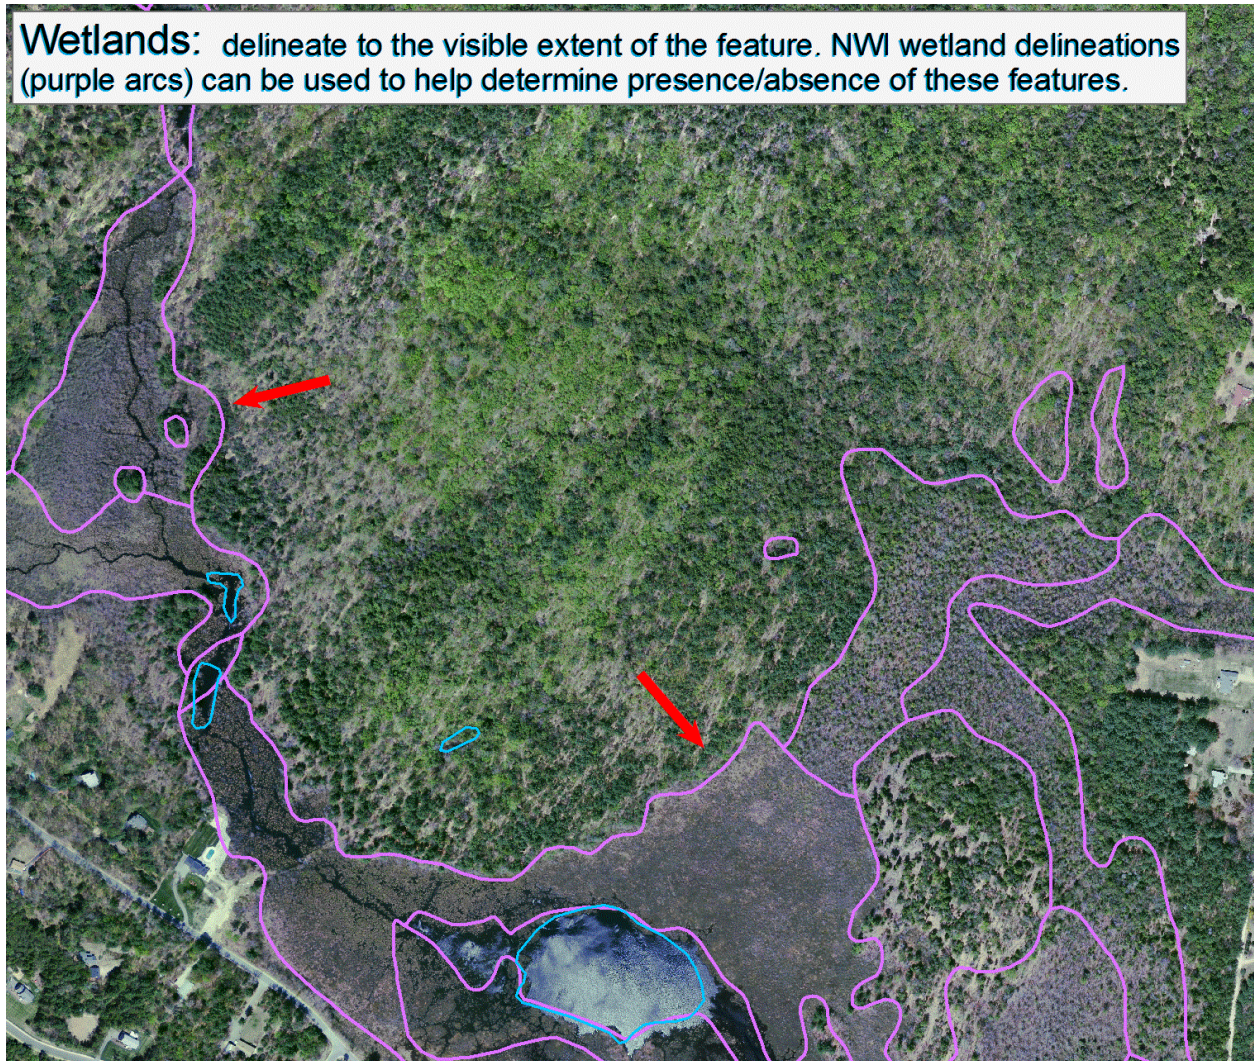 Wetlands: delineate to the visible extent of the feature. NWI wetland delineations
(purple arcs) can be used to help determine presence/absence of these features.